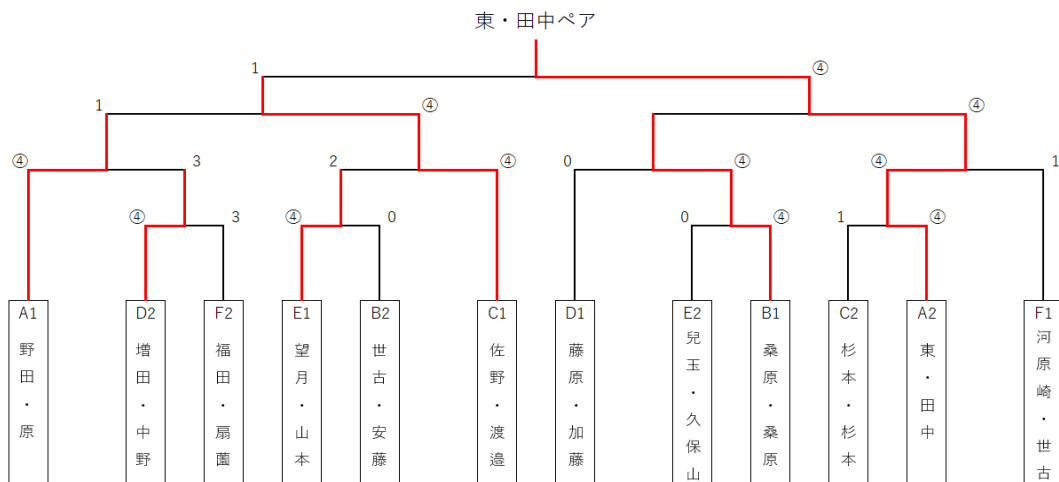 東・田中ペア
1
④
1
④
④
④
3
2
④
0
④
④
1
④
3
④
0
0
④
1
④
A1
D2
F2
E1
B2
C1
D1
E2
B1
C2
A2
F1
野田・原
増田・中野
福田・扇薗
望月・山本
世古・安藤
佐野・渡邉
藤原・加藤
兒玉・久保山
桑原・桑原
杉本・杉本
東・田中
河原崎・世古